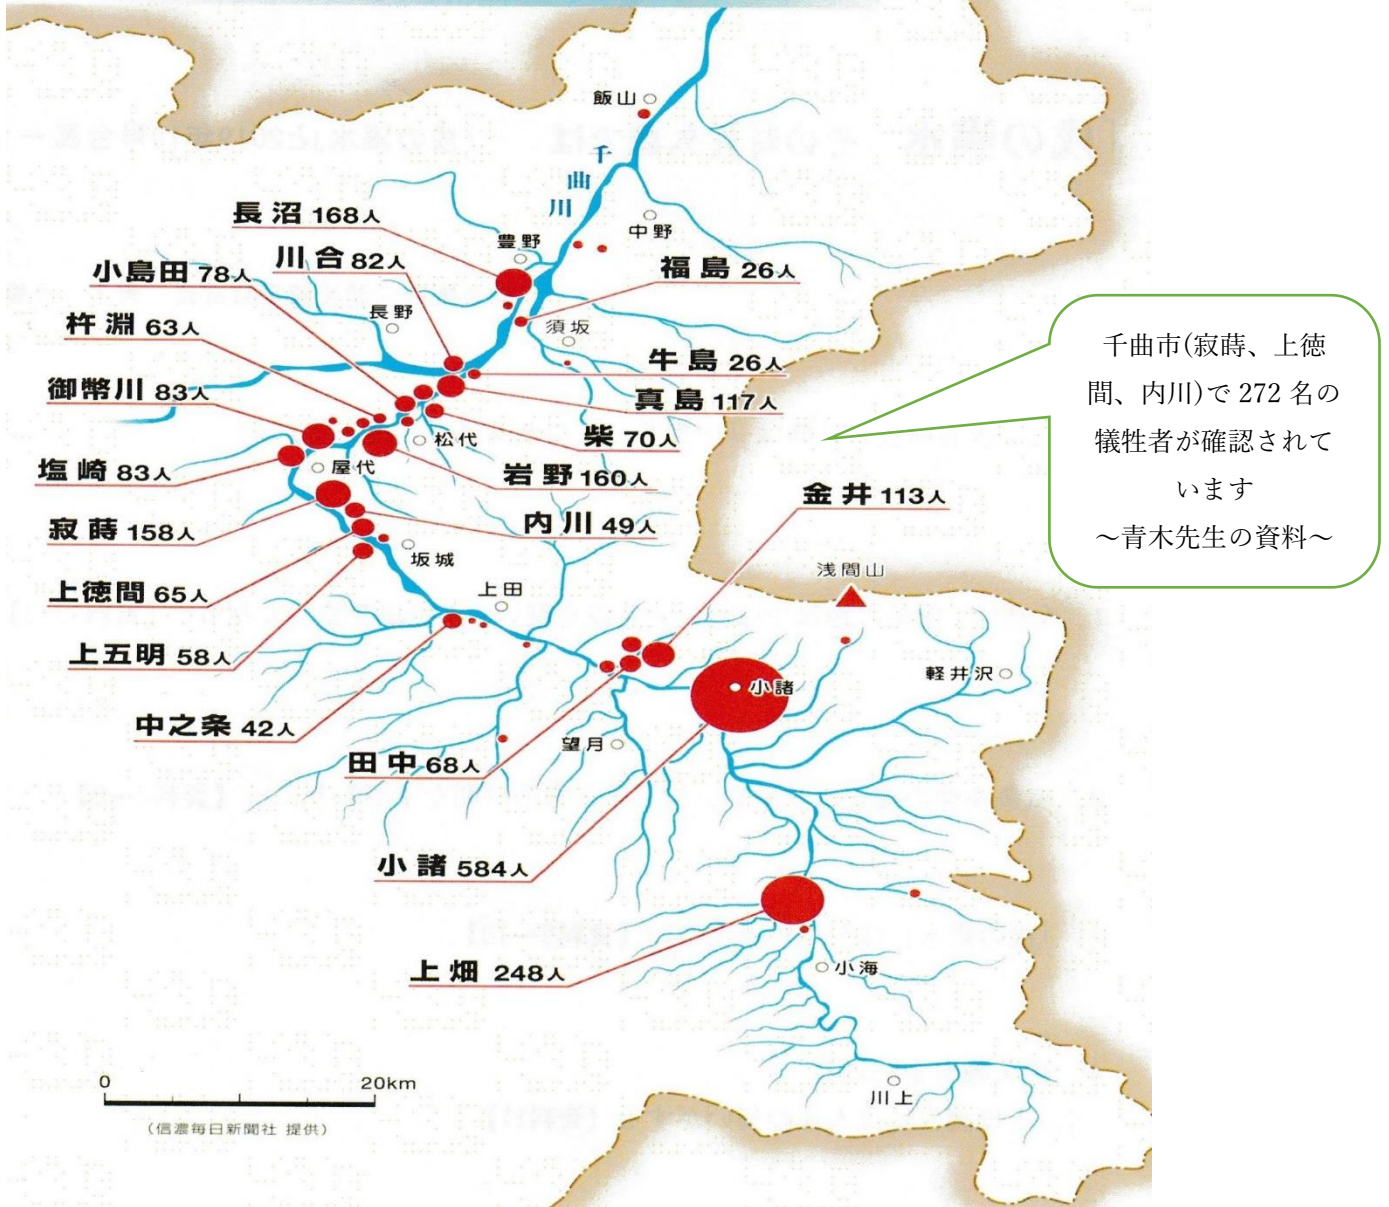 飯山
千曲川
中野
豊野
長沼 168人
川合 82人
小島田 78人
福島 26人
長野
須坂
杵淵 63人
牛島 26人
御幣川 83人
真島 117人
松代
柴 70人
屋代
塩崎 83人
岩野 160人
金井 113人
寂蒔 158人
内川 49人
坂城
浅間山
上徳間 65人
上田
上五明 58人
軽井沢
小諸
中之条 42人
望月
田中 68人
小諸 584人
上畑 248人
小海
川上
0 20km
(信濃毎日新聞社 提供)
千曲市(寂蒔、上徳
間、内川)で 272 名の
犠牲者が確認されて
います
～青木先生の資料～